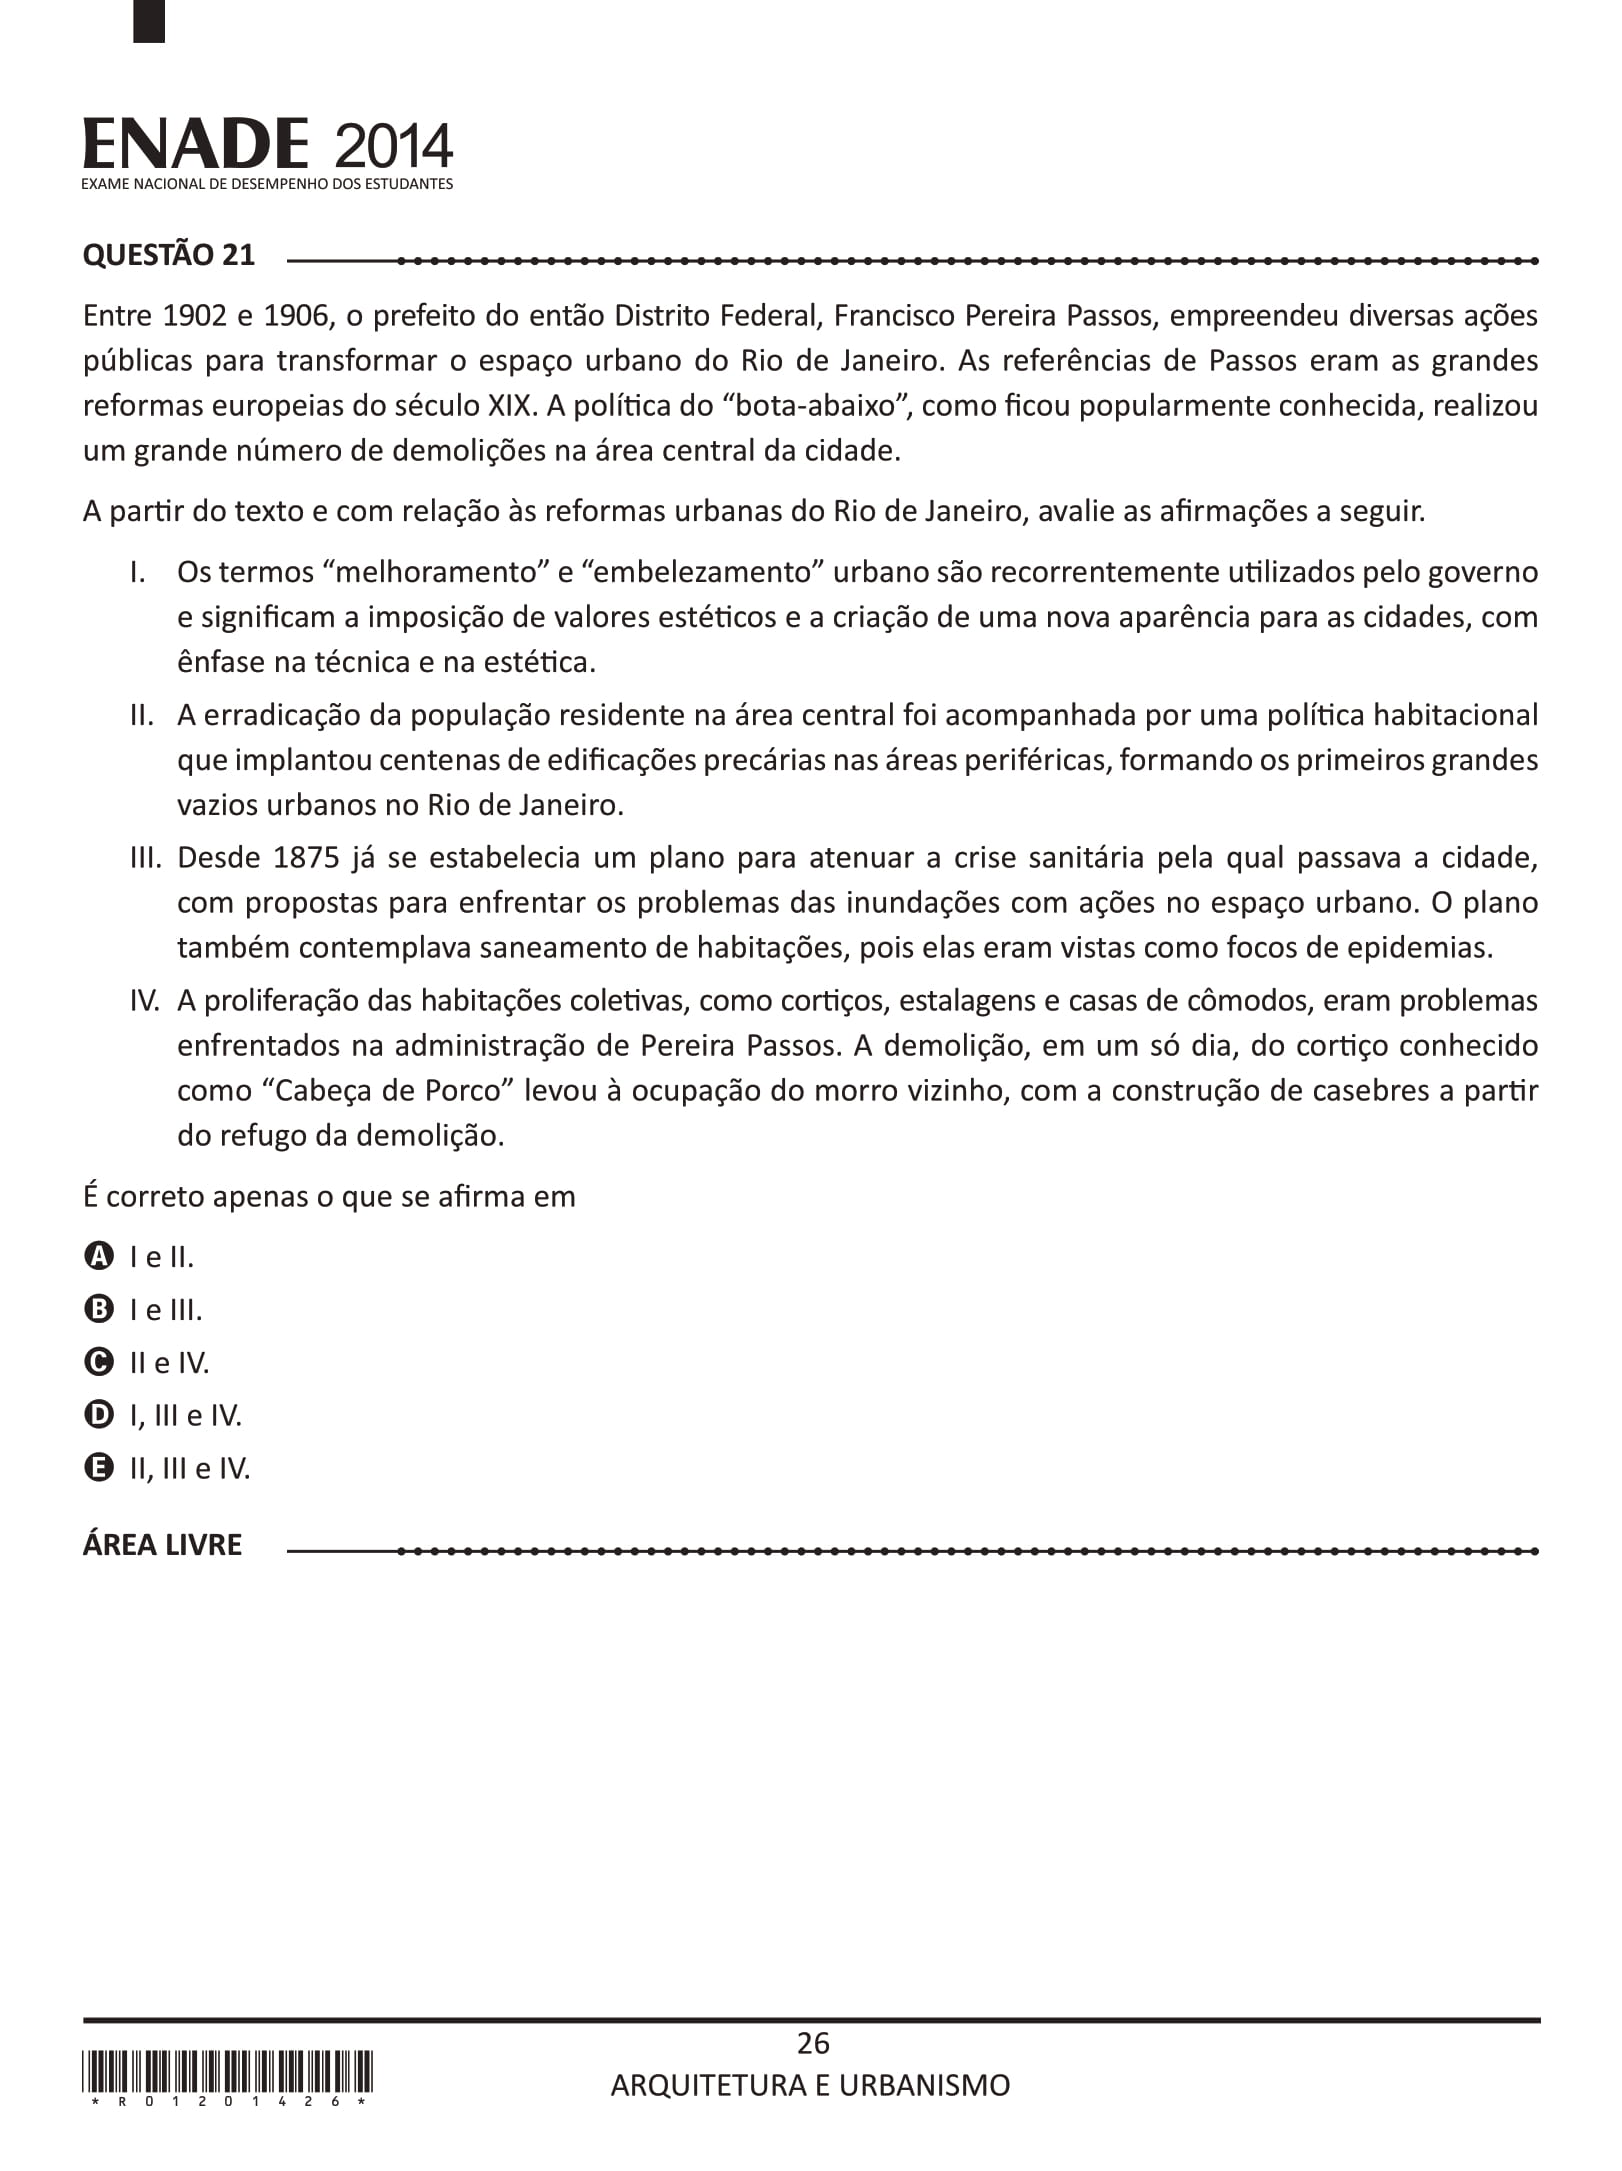 ENADE 2014
EXAME NACIONAL DE DESEMPENHO DOS ESTUDANTES
QUESTÃO 21
Entre 1902 e 1906, o prefeito do então Distrito Federal, Francisco Pereira Passos, empreendeu diversas ações
públicas para transformar o espaço urbano do Rio de Janeiro. As referências de Passos eram as grandes
reformas europeias do século XIX. A política do “bota-abaixo”, como ficou popularmente conhecida, realizou
um grande número de demolições na área central da cidade.
A partir do texto e com relação às reformas urbanas do Rio de Janeiro, avalie as afirmações a seguir.
I. Os termos “melhoramento” e “embelezamento” urbano são recorrentemente utilizados pelo governo
e significam a imposição de valores estéticos e a criação de uma nova aparência para as cidades, com
ênfase na técnica e na estética.
II. A erradicação da população residente na área central foi acompanhada por uma política habitacional
que implantou centenas de edificações precárias nas áreas periféricas, formando os primeiros grandes
vazios urbanos no Rio de Janeiro.
III. Desde 1875 já se estabelecia um plano para atenuar a crise sanitária pela qual passava a cidade,
com propostas para enfrentar os problemas das inundações com ações no espaço urbano. O plano
também contemplava saneamento de habitações, pois elas eram vistas como focos de epidemias.
IV. A proliferação das habitações coletivas, como cortiços, estalagens e casas de cômodos, eram problemas
enfrentados na administração de Pereira Passos. A demolição, em um só dia, do cortiço conhecido
como “Cabeça de Porco” levou à ocupação do morro vizinho, com a construção de casebres a partir
do refugo da demolição.
É correto apenas o que se afirma em
A I e II.
B I e III.
C II e IV.
D I, III e IV.
E II, III e IV.
ÁREA LIVRE
26
ARQUITETURA E URBANISMO
*R01201426*